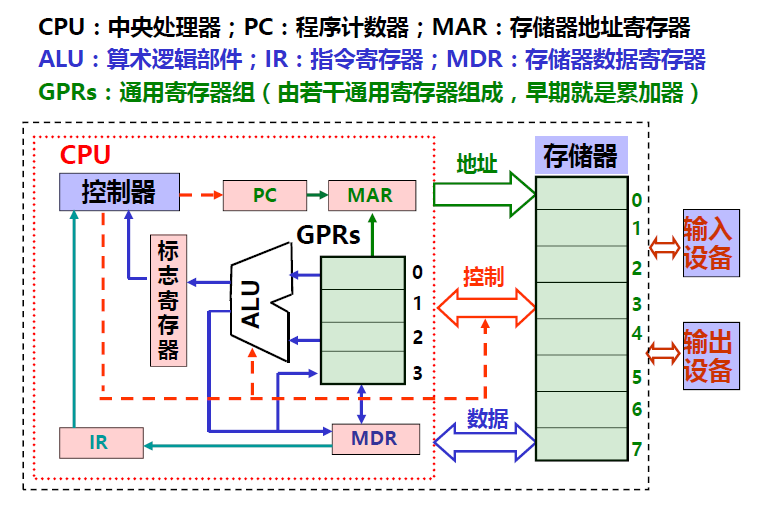 CPU：中央处理器；PC：程序计数器；MAR：存储器地址寄存器
ALU：算术逻辑部件；IR：指令寄存器；MDR：存储器数据寄存器
GPRs：通用寄存器组（由若干通用寄存器组成，早期就是累加器）
CPU
控制器
PC
MAR
地址
存储器
标志寄存器
ALU
GPRs
0
1
2
3
控制
IR
MDR
数据
0
1
2
3
4
5
6
7
输入
设备
输出
设备